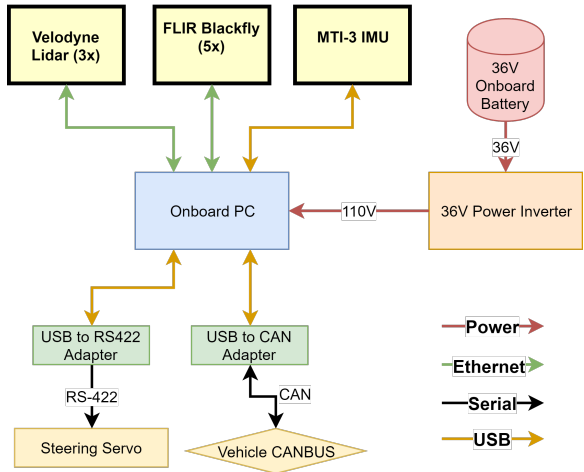 Velodyne
Lidar (3x)
FLIR Blackfly
(5x)
MTI-3 IMU
36V
Onboard
Battery
36V
Onboard PC
110V
36V Power Inverter
USB to RS422
Adapter
USB to CAN
Adapter
RS-422
CAN
Steering Servo
Vehicle CANBUS
Power
Ethernet
Serial
USB